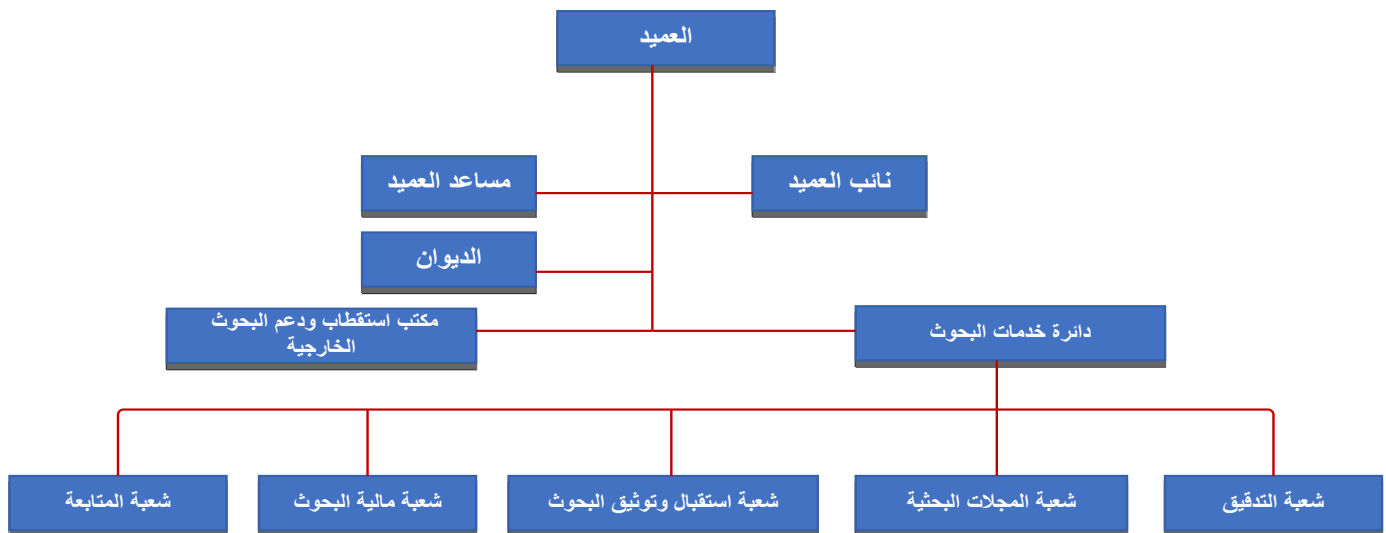 العميد
نائب العميد
مساعد العميد
الديوان
دائرة خدمات البحوث
مكتب استقطاب ودعم البحوث
الخارجية
شعبة التدقيق
شعبة المجلات البحثية
شعبة استقبال وتوثيق البحوث
شعبة مالية البحوث
شعبة المتابعة